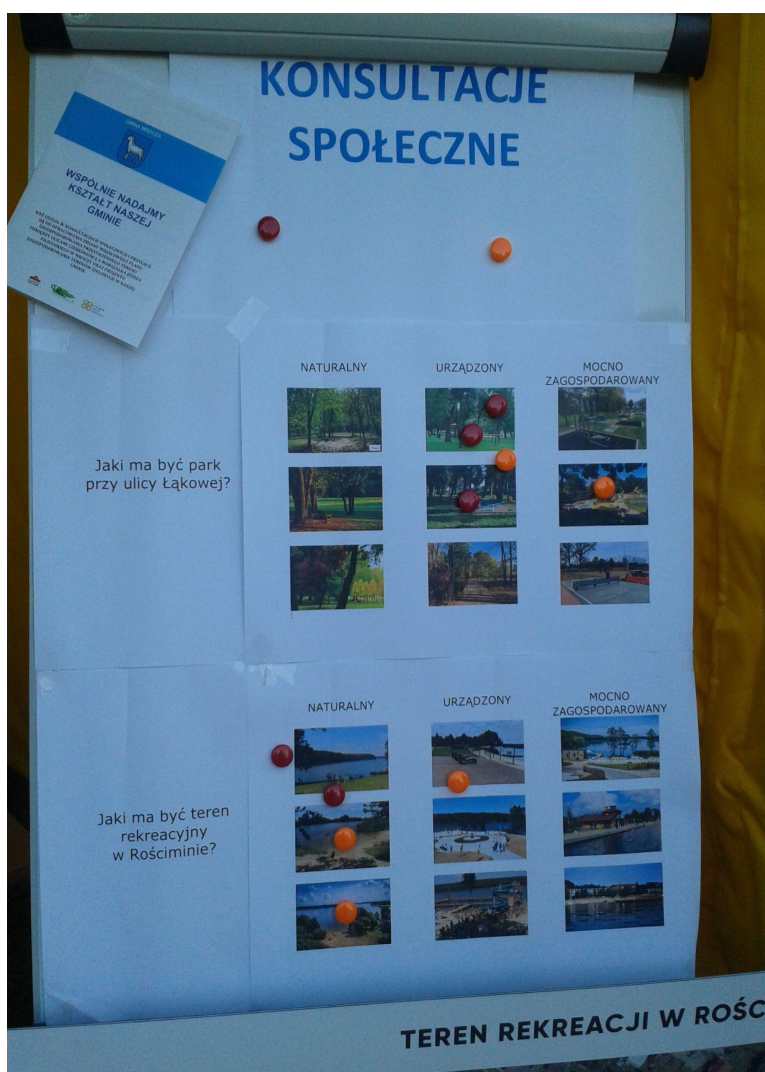 KONSULTACJE
SPOŁECZNE
WSPÓLNIE NADAJMY
KSZTAŁT NASZEJ
GMINIE
NATURALNY
URZĄDZONY
MOCNO
ZAGOSPODAROWANY
Jaki ma być park
przy ulicy Łąkowej?
NATURALNY
URZĄDZONY
MOCNO
ZAGOSPODAROWANY
Jaki ma być teren
rekreacyjny
w Rościminie?
TEREN REKREACJI W ROŚC